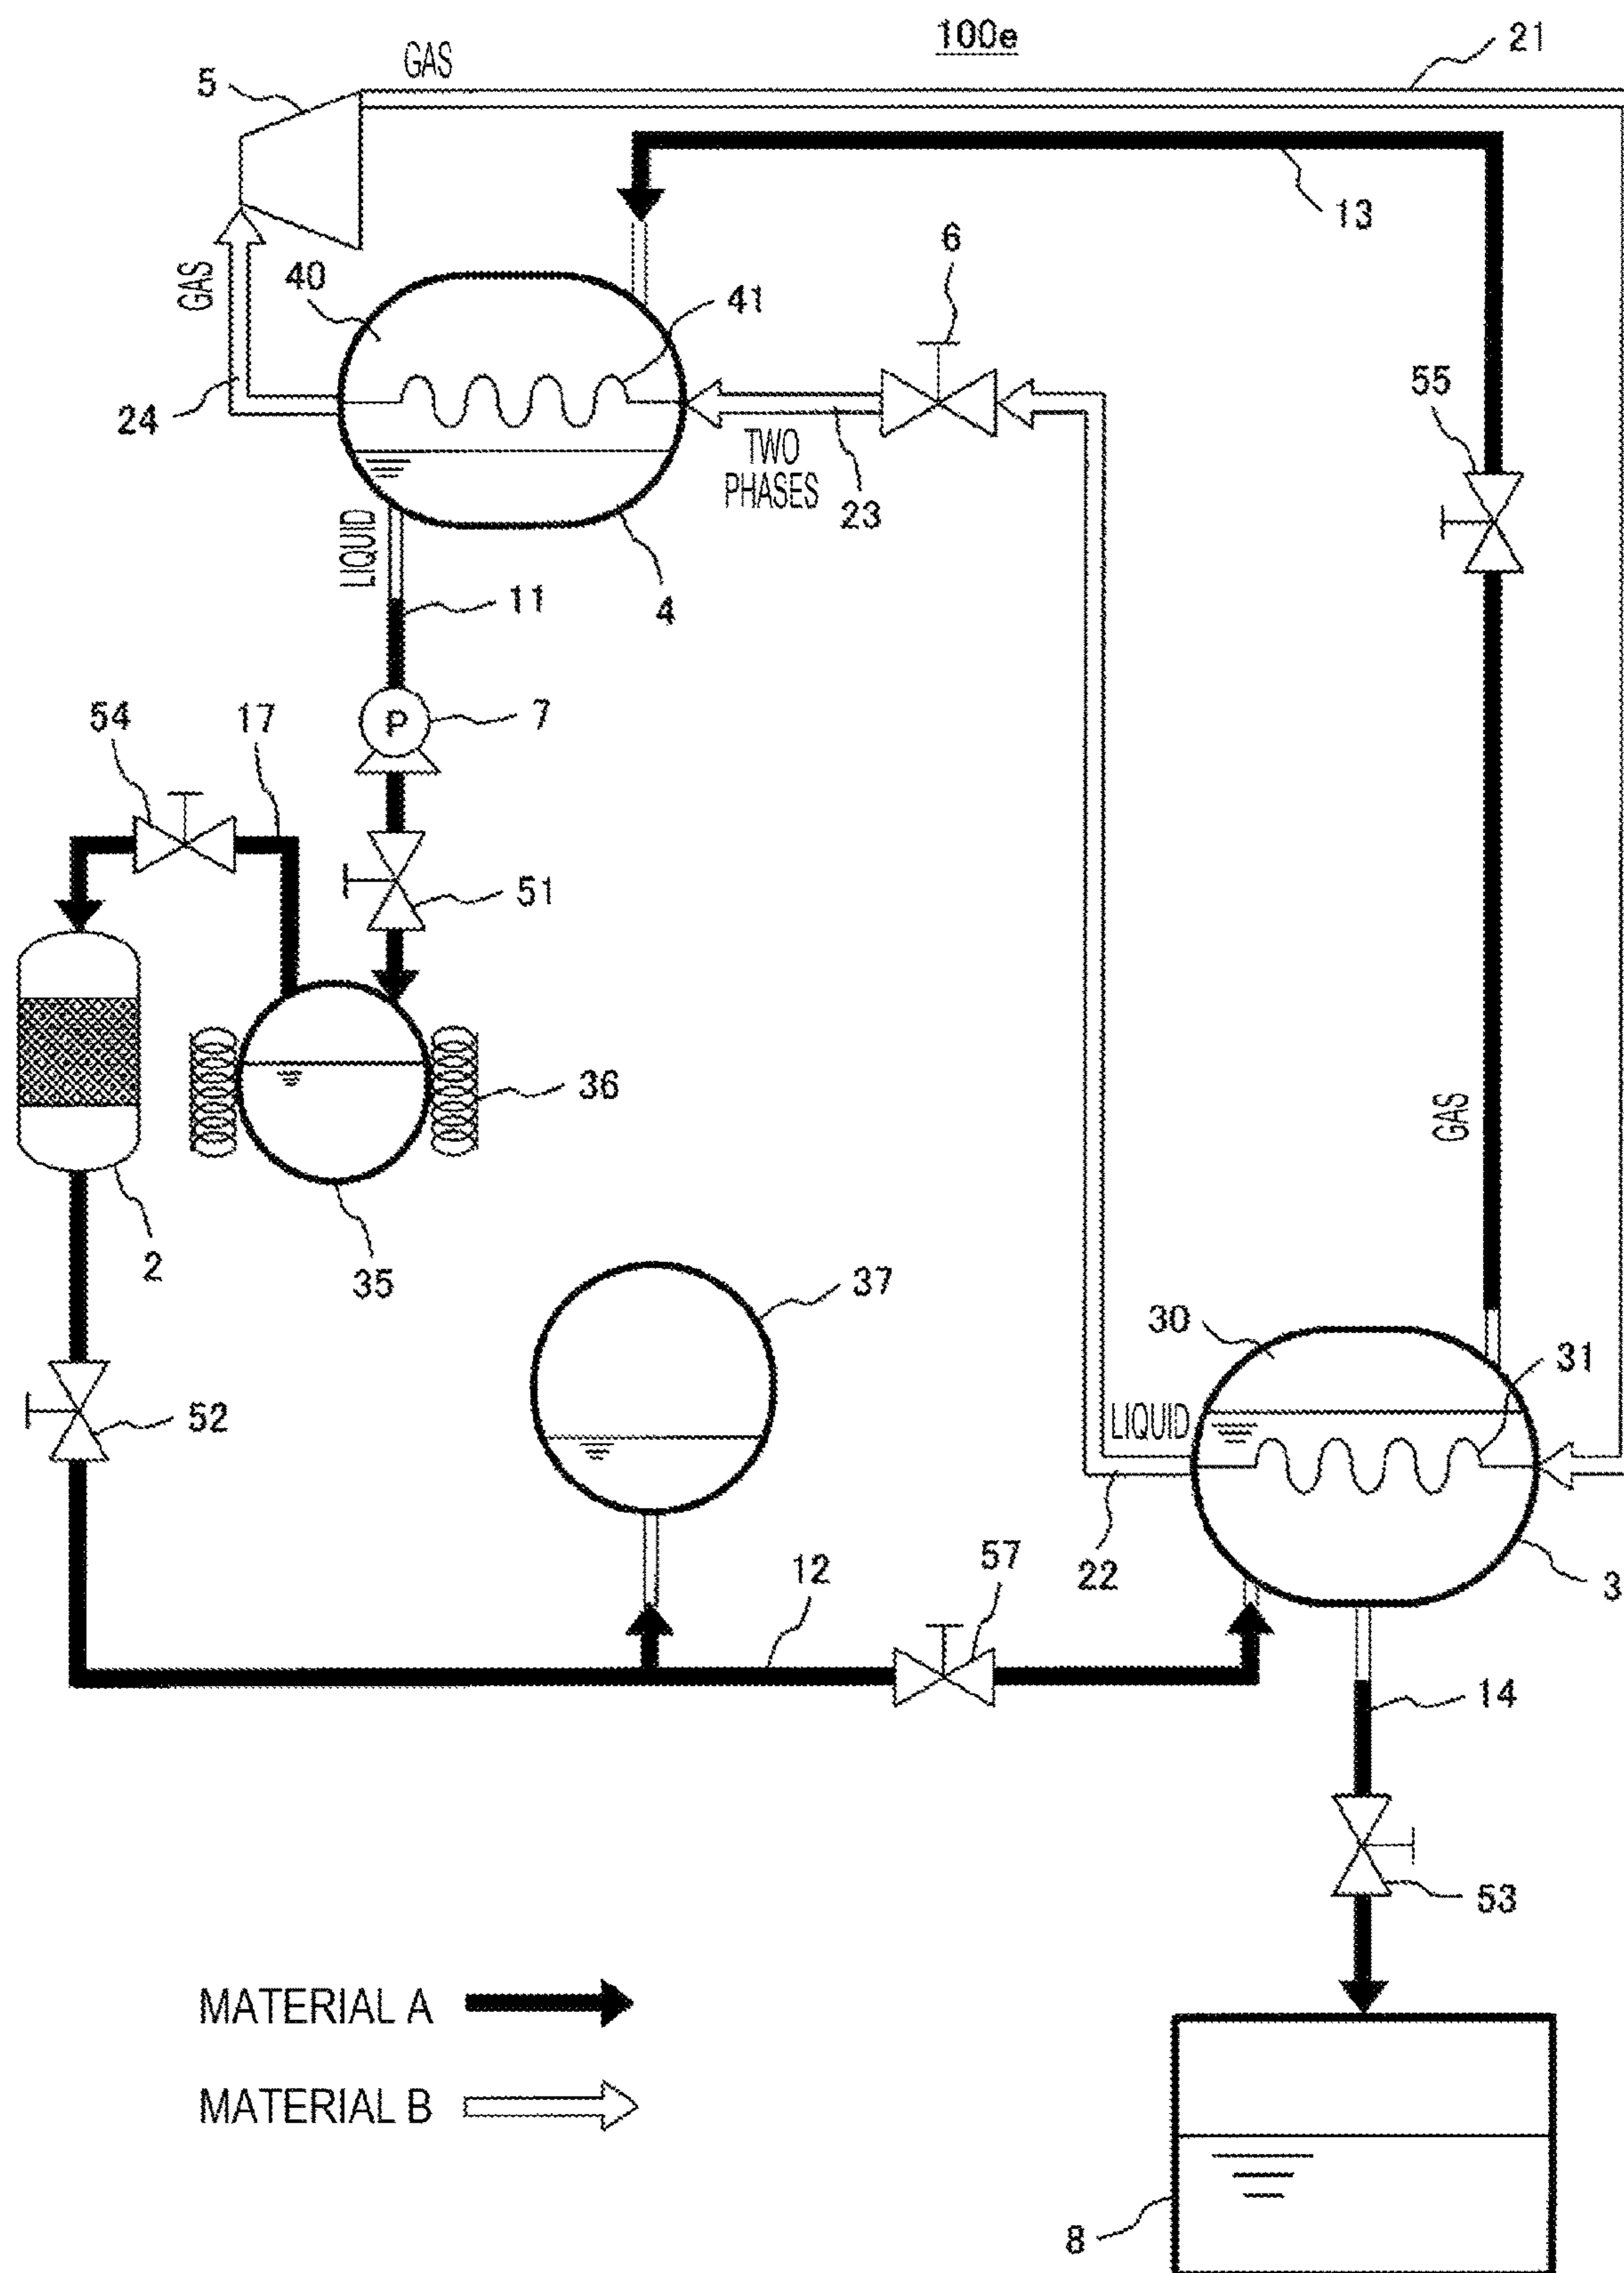 100e
21
GAS
5
13
6
40
41
GAS
55
24
TWO
PHASES
23
LIQUID
11
4
54
17
P
7
51
36
GAS
2
35
37
30
31
LIQUID
52
12
57
22
3
14
53
MATERIAL A
MATERIAL B
8